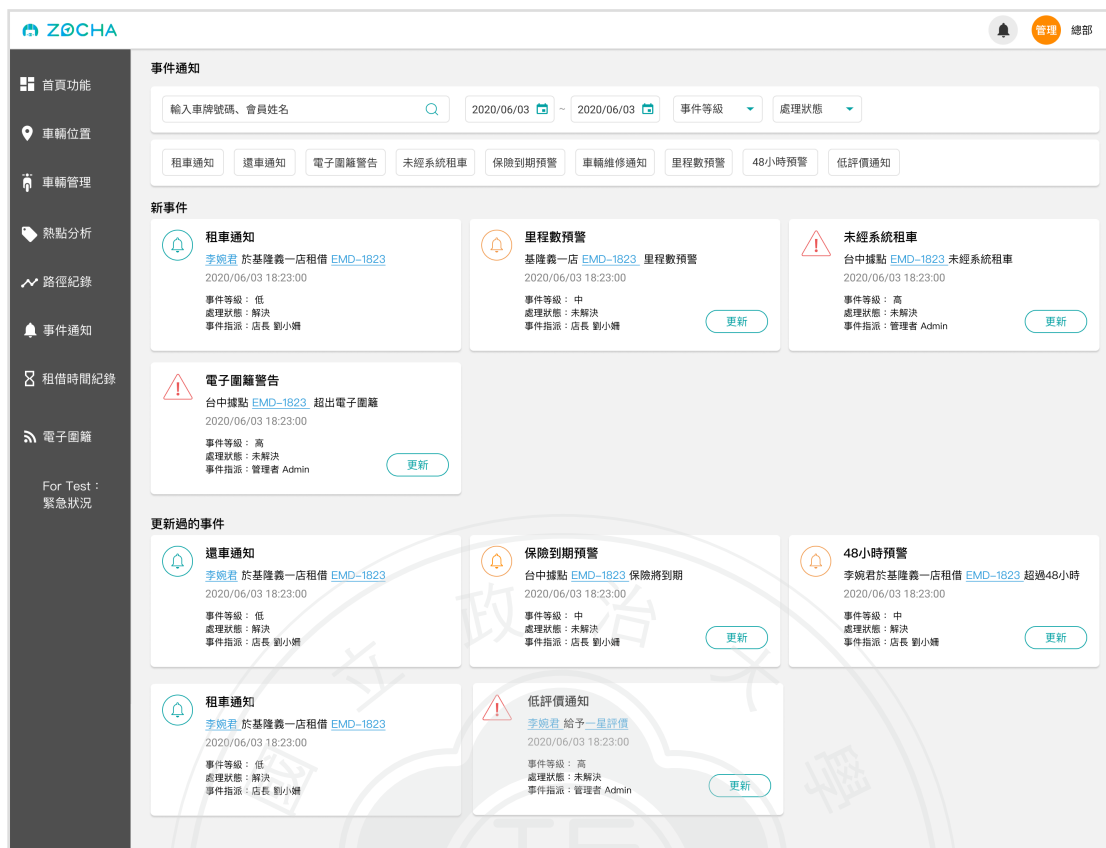 ZOCHA
管理 總部
首頁功能
車輛位置
車輛管理
熱點分析
路徑紀錄
事件通知
租借時間紀錄
電子圍籬
For Test：
緊急狀況
事件通知
輸入車牌號碼、會員姓名 2020/06/03 ~ 2020/06/03 事件等級 處理狀態
租車通知 還車通知 電子圍籬警告 未經系統租車 保險到期預警 車輛維修通知 里程數預警 48小時預警 低評價通知
新事件
租車通知
李婉君 於基隆義一店租借 EMD-1823
2020/06/03 18:23:00
事件等級： 低
處理狀態：解決
事件指派：店長 劉小姍
里程數預警
基隆義一店 EMD-1823 里程數預警
2020/06/03 18:23:00
事件等級： 中
處理狀態：未解決
事件指派：店長 劉小姍
更新
未經系統租車
台中據點 EMD-1823 未經系統租車
2020/06/03 18:23:00
事件等級： 高
處理狀態：未解決
事件指派：管理者 Admin
更新
電子圍籬警告
台中據點 EMD-1823 超出電子圍籬
2020/06/03 18:23:00
事件等級： 高
處理狀態：未解決
事件指派：管理者 Admin
更新
更新過的事件
還車通知
李婉君 於基隆義一店租借 EMD-1823
2020/06/03 18:23:00
事件等級： 低
處理狀態：解決
事件指派：店長 劉小姍
保險到期預警
台中據點 EMD-1823 保險將到期
2020/06/03 18:23:00
事件等級： 中
處理狀態：未解決
事件指派：店長 劉小姍
更新
48小時預警
李婉君於基隆義一店租借 EMD-1823 超過48小時
2020/06/03 18:23:00
事件等級： 中
處理狀態：解決
事件指派：店長 劉小姍
更新
租車通知
李婉君 於基隆義一店租借 EMD-1823
2020/06/03 18:23:00
事件等級： 低
處理狀態：解決
事件指派：店長 劉小姍
低評價通知
李婉君 給予一星評價
2020/06/03 18:23:00
事件等級： 高
處理狀態：未解決
事件指派：管理者 Admin
更新
國立政治大學